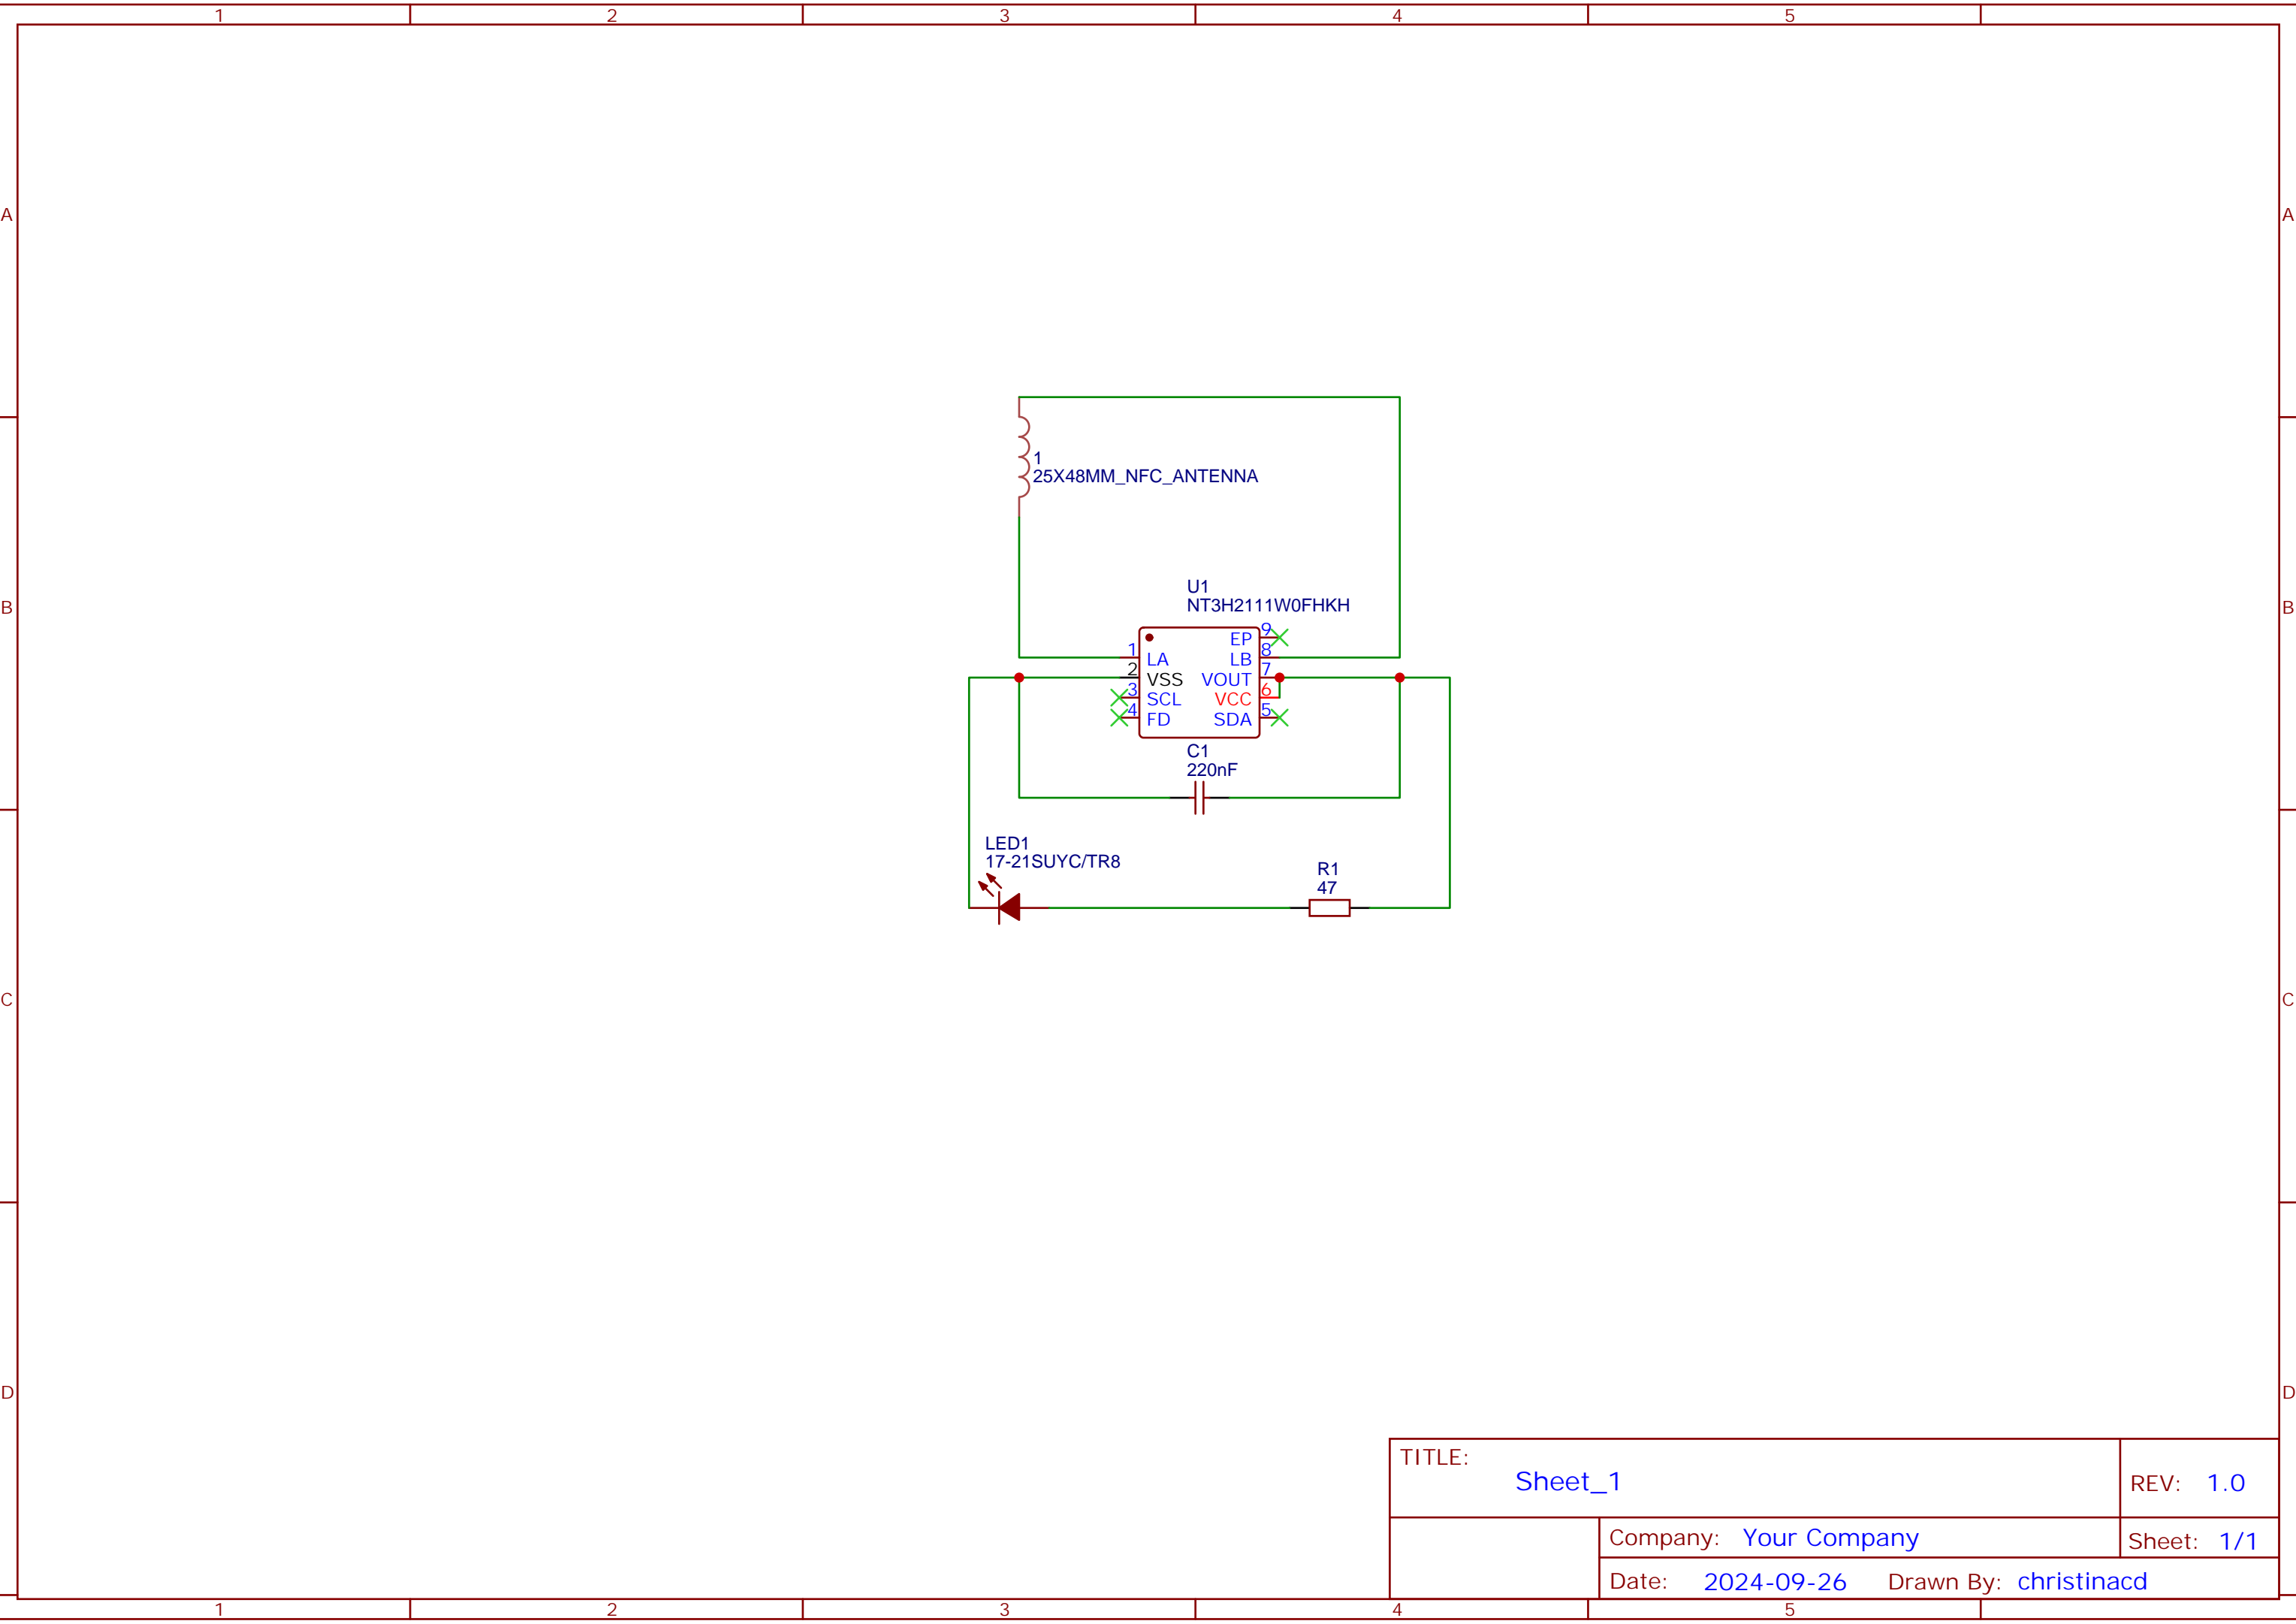 1 2 3 4 5
A A
1
25X48MM_NFC_ANTENNA
U1
NT3H2111W0FHKH
B B
9 EP
1 LA
8 LB
2 VSS
7 VOUT
3 SCL
6 VCC
4 FD
5 SDA
C1
220nF
LED1
17-21SUYC/TR8
R1
47
C C
D D
TITLE:
Sheet_1
REV: 1.0
Company: Your Company
Sheet: 1/1
Date: 2024-09-26 Drawn By: christinacd
1 2 3 4 5